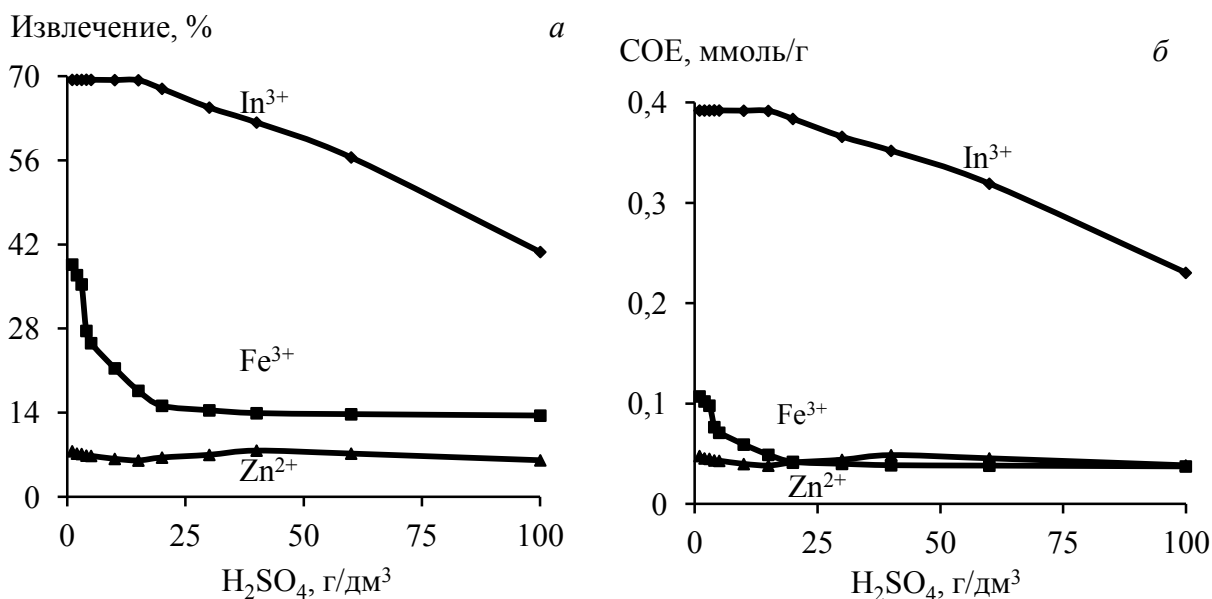 Извлечение, %
а
70
56
42
28
14
0
In³⁺
Fe³⁺
Zn²⁺
0 25 50 75 100
H₂SO₄, г/дм³
СОЕ, ммоль/г
б
0,4
0,3
0,2
0,1
0
In³⁺
Fe³⁺
Zn²⁺
0 25 50 75 100
H₂SO₄, г/дм³